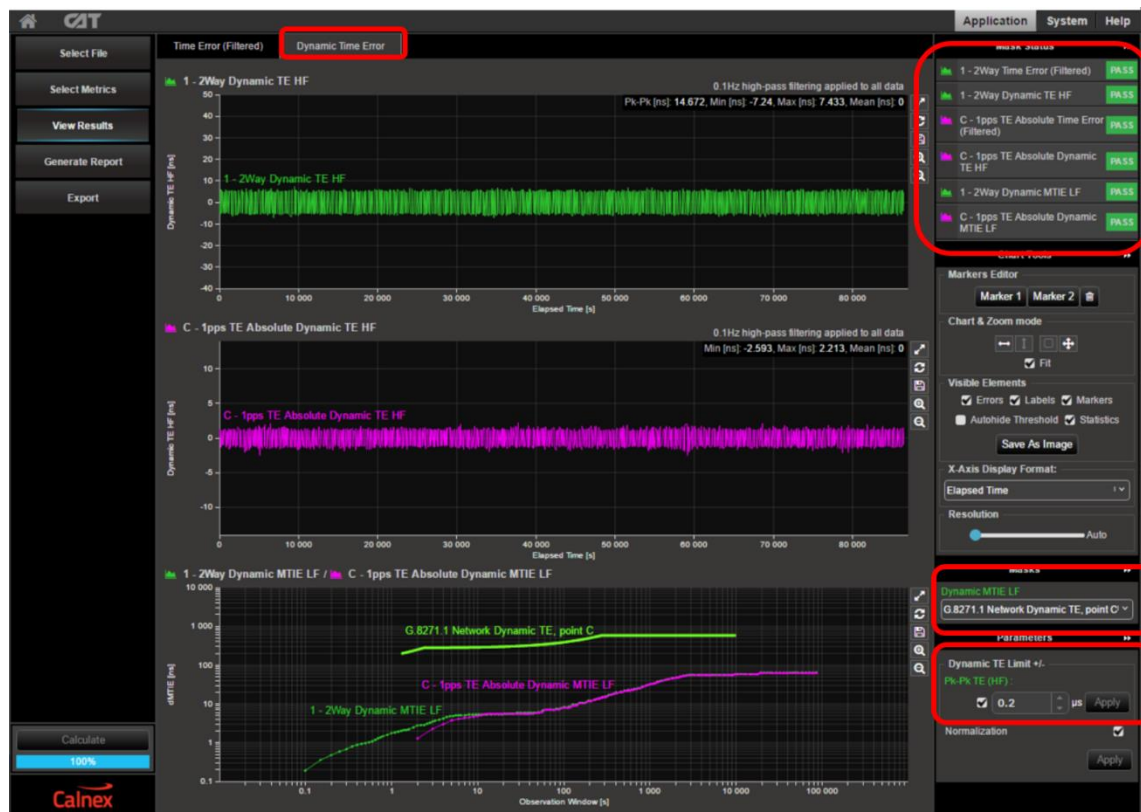 CAT
Application System Help
Select File
Select Metrics
View Results
Generate Report
Export
Calculate
100%
Calnex
Time Error (Filtered) Dynamic Time Error
1 - 2Way Dynamic TE HF
0.1Hz high-pass filtering applied to all data
Pk-Pk [ns]: 14.672, Min [ns]: -7.24, Max [ns]: 7.433, Mean [ns]: 0
Dynamic TE HF [ns]
50
40
30
20
10
0
-10
-20
-30
-40
1 - 2Way Dynamic TE HF
0 10 000 20 000 30 000 40 000 50 000 60 000 70 000 80 000
Elapsed Time [s]
C - 1pps TE Absolute Dynamic TE HF
0.1Hz high-pass filtering applied to all data
Min [ns]: -2.593, Max [ns]: 2.213, Mean [ns]: 0
Dynamic TE HF [ns]
10
5
0
-5
-10
C - 1pps TE Absolute Dynamic TE HF
0 10 000 20 000 30 000 40 000 50 000 60 000 70 000 80 000
Elapsed Time [s]
1 - 2Way Dynamic MTIE LF / C - 1pps TE Absolute Dynamic MTIE LF
dMTIE [ns]
10 000
1 000
100
10
1
0.1
G.8271.1 Network Dynamic TE, point C
C - 1pps TE Absolute Dynamic MTIE LF
1 - 2Way Dynamic MTIE LF
0.1 1 10 100 1 000 10 000 100 000
Observation Window [s]
Mask Status
1 - 2Way Time Error (Filtered) PASS
1 - 2Way Dynamic TE HF PASS
C - 1pps TE Absolute Time Error
(Filtered) PASS
C - 1pps TE Absolute Dynamic
TE HF PASS
1 - 2Way Dynamic MTIE LF PASS
C - 1pps TE Absolute Dynamic
MTIE LF PASS
Chart Tools
Markers Editor
Marker 1 Marker 2
Chart & Zoom mode
Fit
Visible Elements
Errors Labels Markers
Autohide Threshold Statistics
Save As Image
X-Axis Display Format:
Elapsed Time
Resolution
Auto
Masks
Dynamic MTIE LF
G.8271.1 Network Dynamic TE, point C
Parameters
Dynamic TE Limit +/-
Pk-Pk TE (HF) :
0.2 µs Apply
Normalization
Apply